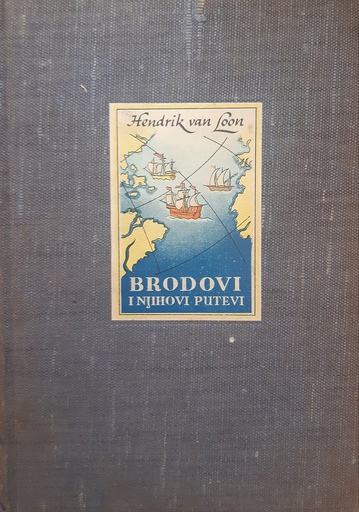 Hendrik van Loon
BRODOVI
I NJIHOVI PUTEVI